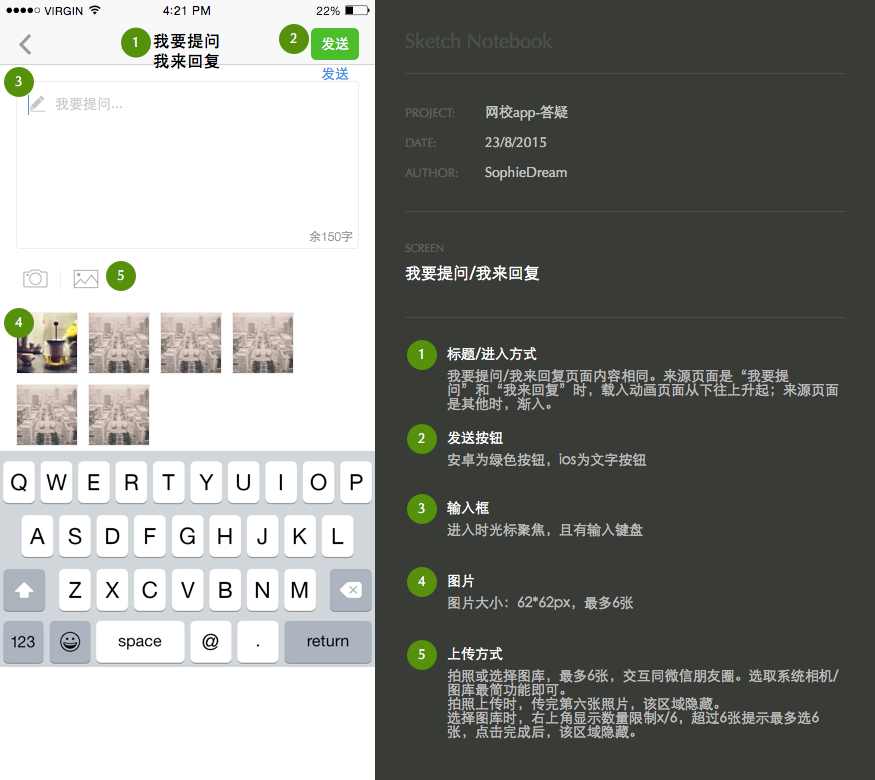 VIRGIN
4:21 PM
22%
1
我要提问
我来回复
2
发送
发送
3
我要提问...
余150字
5
4
Q W E R T Y U I O P
A S D F G H J K L
Z X C V B N M
123
space
@
.
return
Sketch Notebook
PROJECT: 网校app-答疑
DATE: 23/8/2015
AUTHOR: SophieDream
SCREEN
我要提问/我来回复
1 标题/进入方式
我要提问/我来回复页面内容相同。来源页面是“我要提
问”和“我来回复”时，载入动画页面从下往上升起；来源页面
是其他时，渐入。
2 发送按钮
安卓为绿色按钮，ios为文字按钮
3 输入框
进入时光标聚焦，且有输入键盘
4 图片
图片大小：62*62px，最多6张
5 上传方式
拍照或选择图库，最多6张，交互同微信朋友圈。选取系统相机/
图库最简功能即可。
拍照上传时，传完第六张照片，该区域隐藏。
选择图库时，右上角显示数量限制x/6，超过6张提示最多选6
张，点击完成后，该区域隐藏。